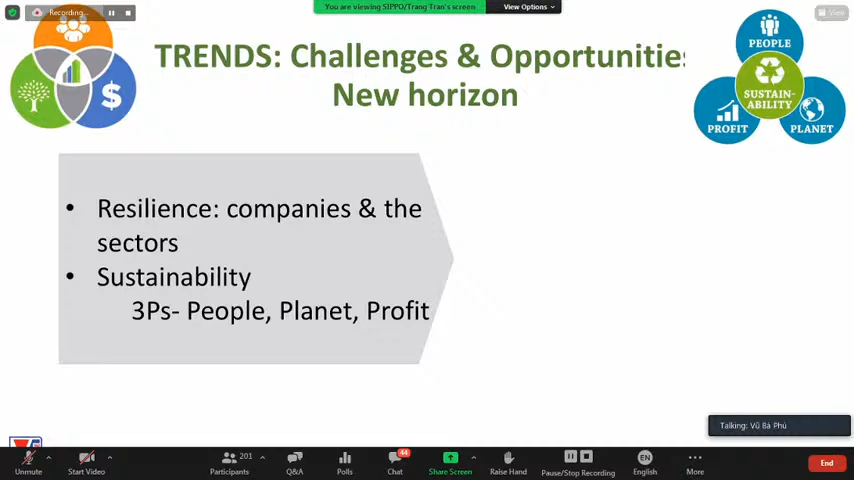 Recording...
You are viewing SIPPO/Trang Tran's screen
View Options
View
TRENDS: Challenges & Opportunities
New horizon
PEOPLE
SUSTAIN-
ABILITY
PROFIT
PLANET
• Resilience: companies & the
sectors
• Sustainability
3Ps- People, Planet, Profit
Talking: Vũ Bá Phú
Unmute
Start Video
201
Participants
Q&A
Polls
44
Chat
Share Screen
Raise Hand
Pause/Stop Recording
EN
English
More
End